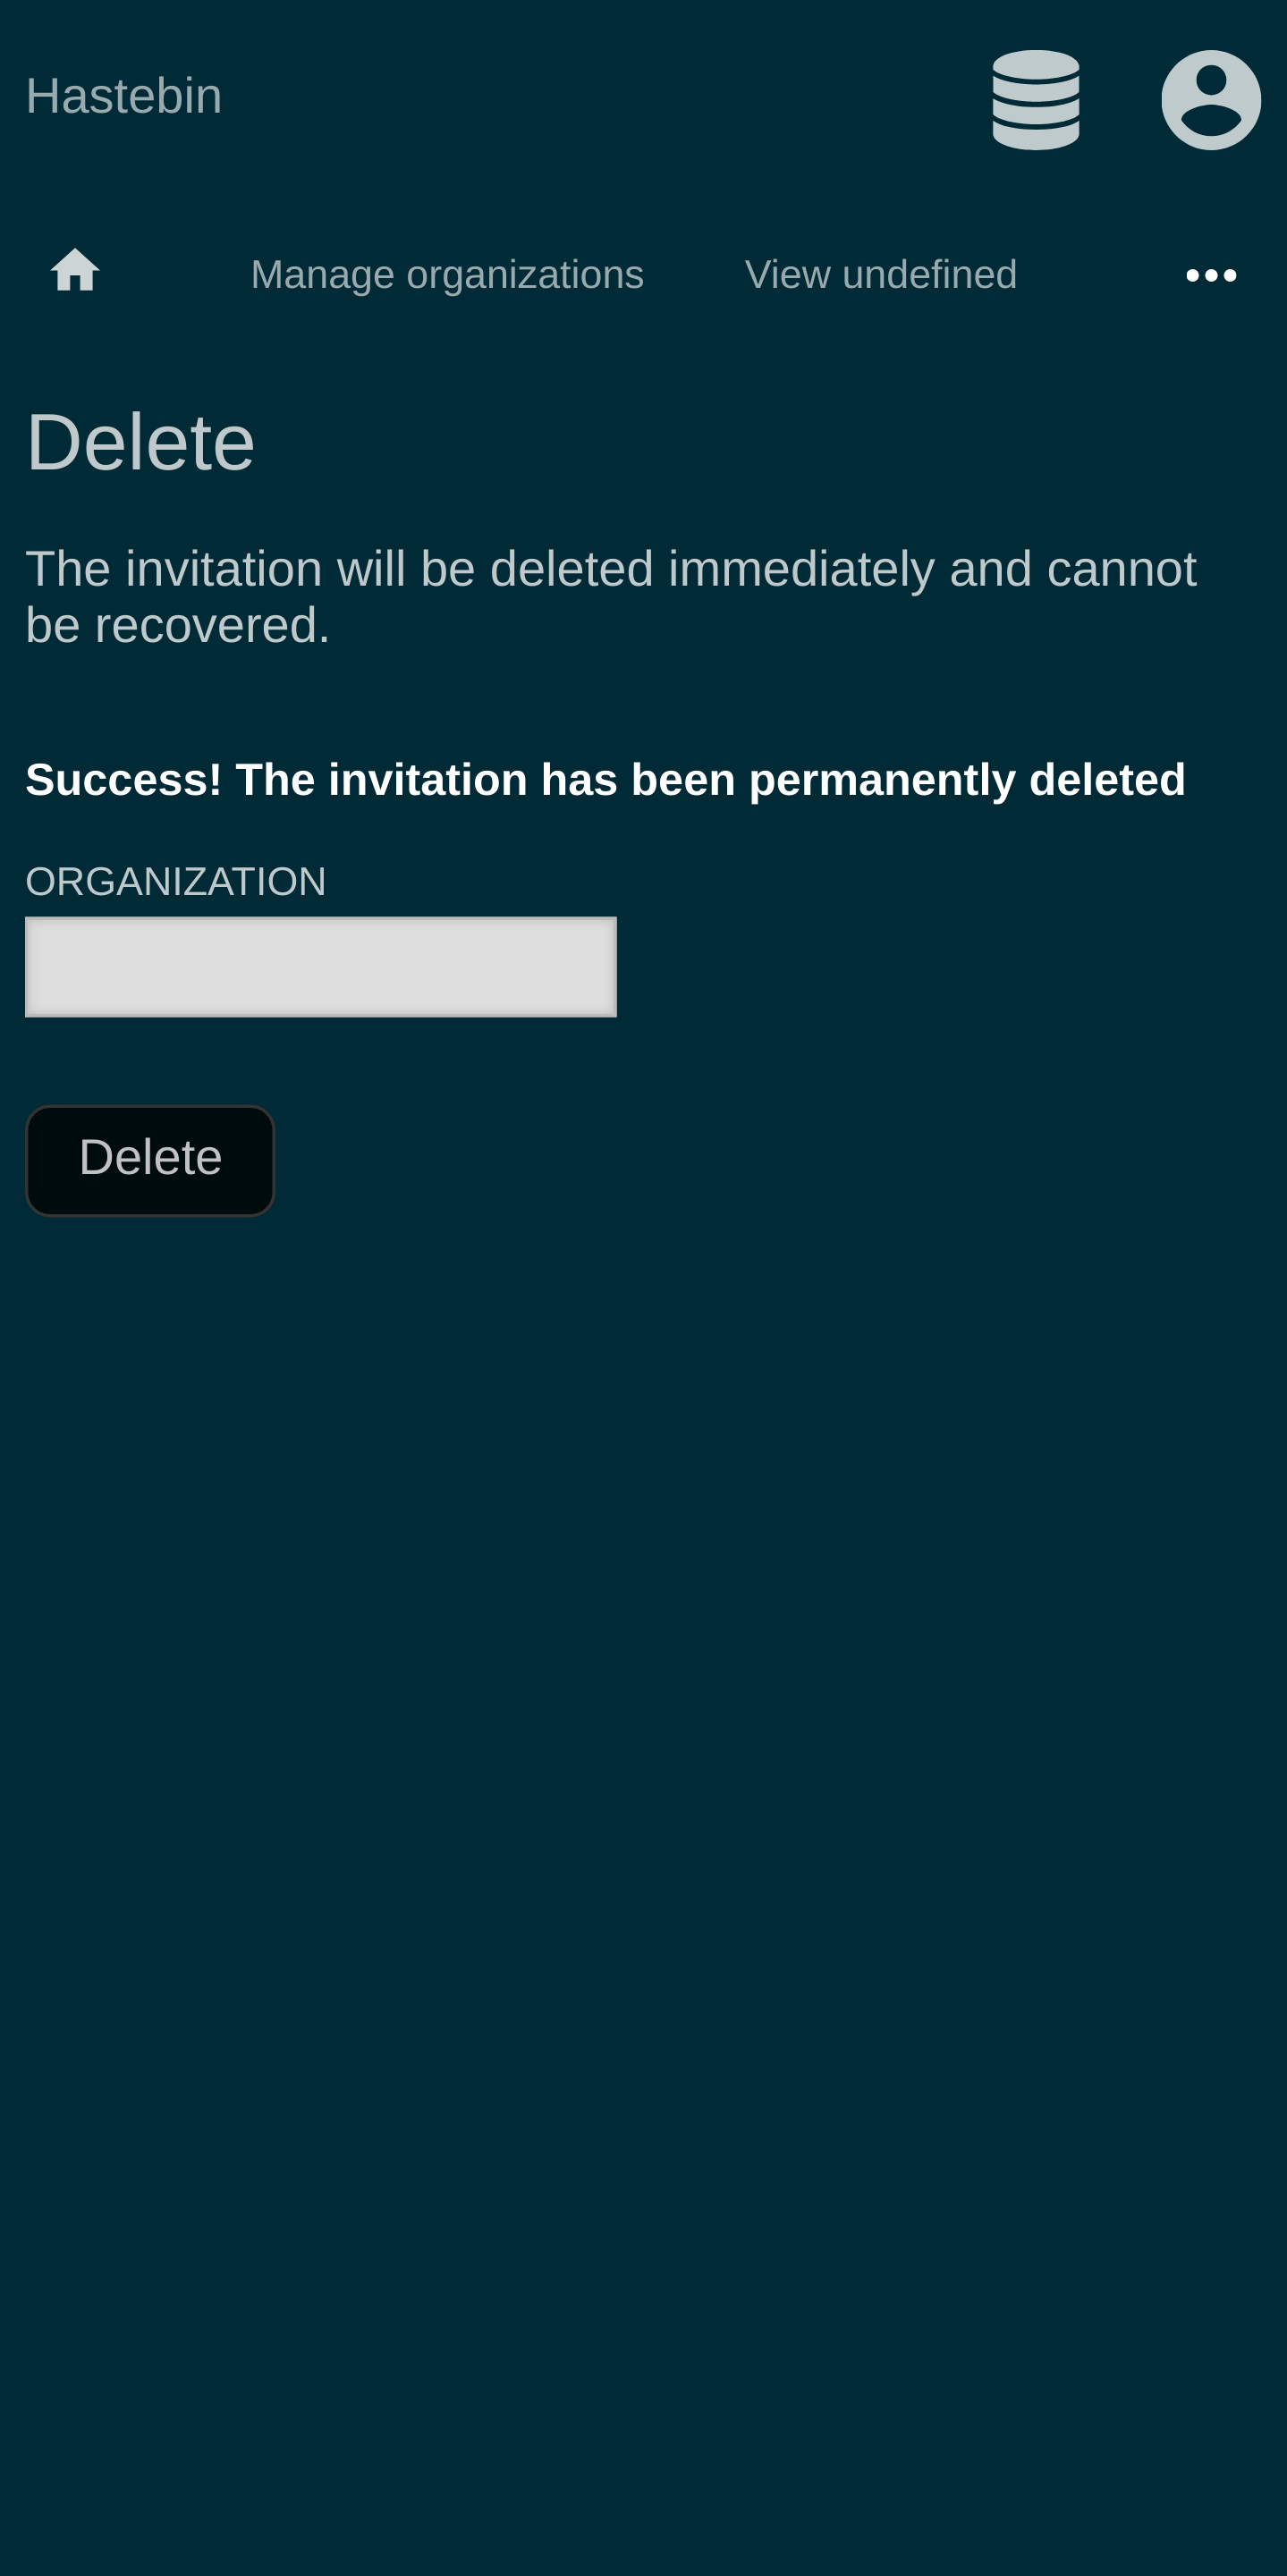 Hastebin
Manage organizations
View undefined
Delete
The invitation will be deleted immediately and cannot
be recovered.
Success! The invitation has been permanently deleted
ORGANIZATION
Delete